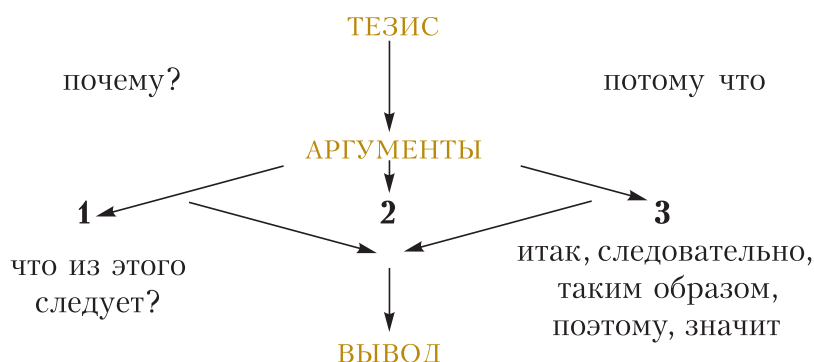 ТЕЗИС
почему?
потому что
АРГУМЕНТЫ
1
2
3
что из этого
следует?
итак, следовательно,
таким образом,
поэтому, значит
ВЫВОД